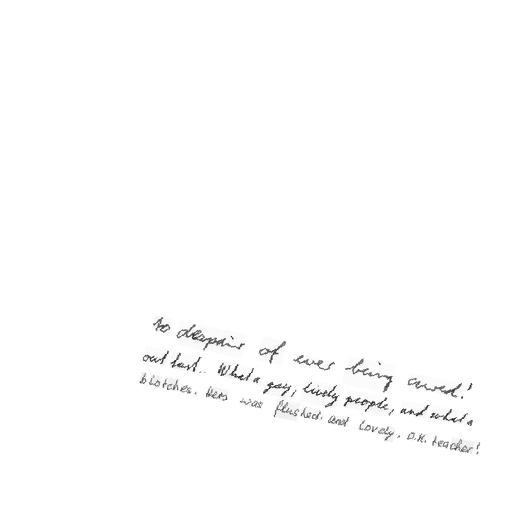 to despair of ever being cured!
out last.. What a gay, lively people, and what a
blotches. Hers was flushed. and lovely. O.K. teacher!